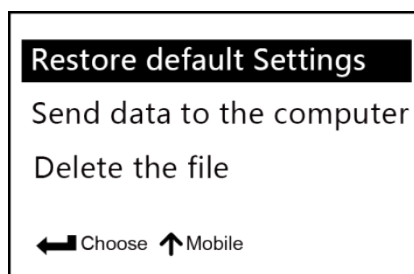 Restore default Settings
Send data to the computer
Delete the file
Choose Mobile